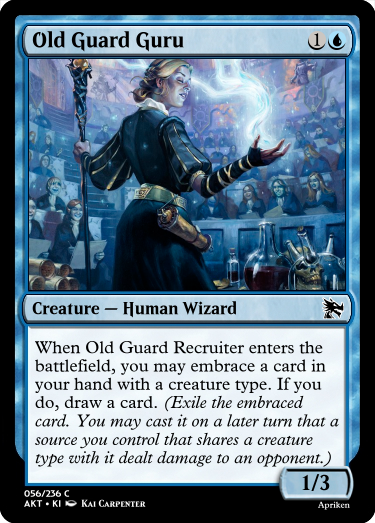 Old Guard Guru 1
Creature — Human Wizard
When Old Guard Recruiter enters the
battlefield, you may embrace a card in
your hand with a creature type. If you
do, draw a card. (Exile the embraced
card. You may cast it on a later turn that a
source you control that shares a creature
type with it dealt damage to an opponent.)
1/3
056/236 C
AKT • KI Kai Carpenter
Apriken